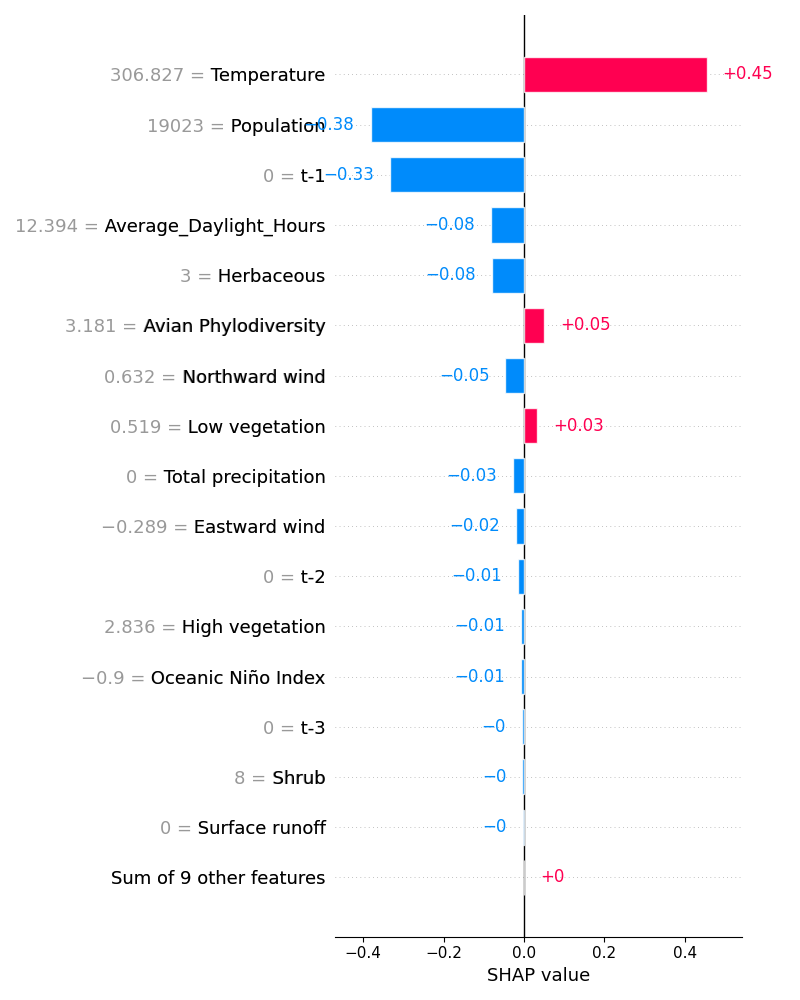 306.827 = Temperature +0.45
19023 = Population −0.38
0 = t-1 −0.33
12.394 = Average_Daylight_Hours −0.08
3 = Herbaceous −0.08
3.181 = Avian Phylodiversity +0.05
0.632 = Northward wind −0.05
0.519 = Low vegetation +0.03
0 = Total precipitation −0.03
−0.289 = Eastward wind −0.02
0 = t-2 −0.01
2.836 = High vegetation −0.01
−0.9 = Oceanic Niño Index −0.01
0 = t-3 −0
8 = Shrub −0
0 = Surface runoff −0
Sum of 9 other features +0
−0.4 −0.2 0.0 0.2 0.4
SHAP value